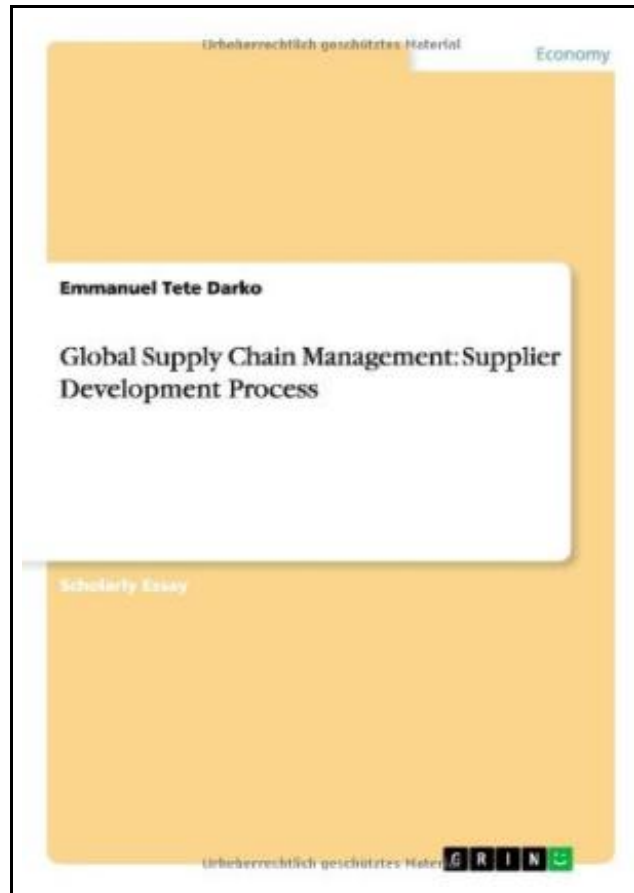 Urheberrechtlich geschütztes Material
Economy
Emmanuel Tete Darko
Global Supply Chain Management: Supplier
Development Process
Scholarly Essay
Urheberrechtlich geschütztes Mater
GRIN